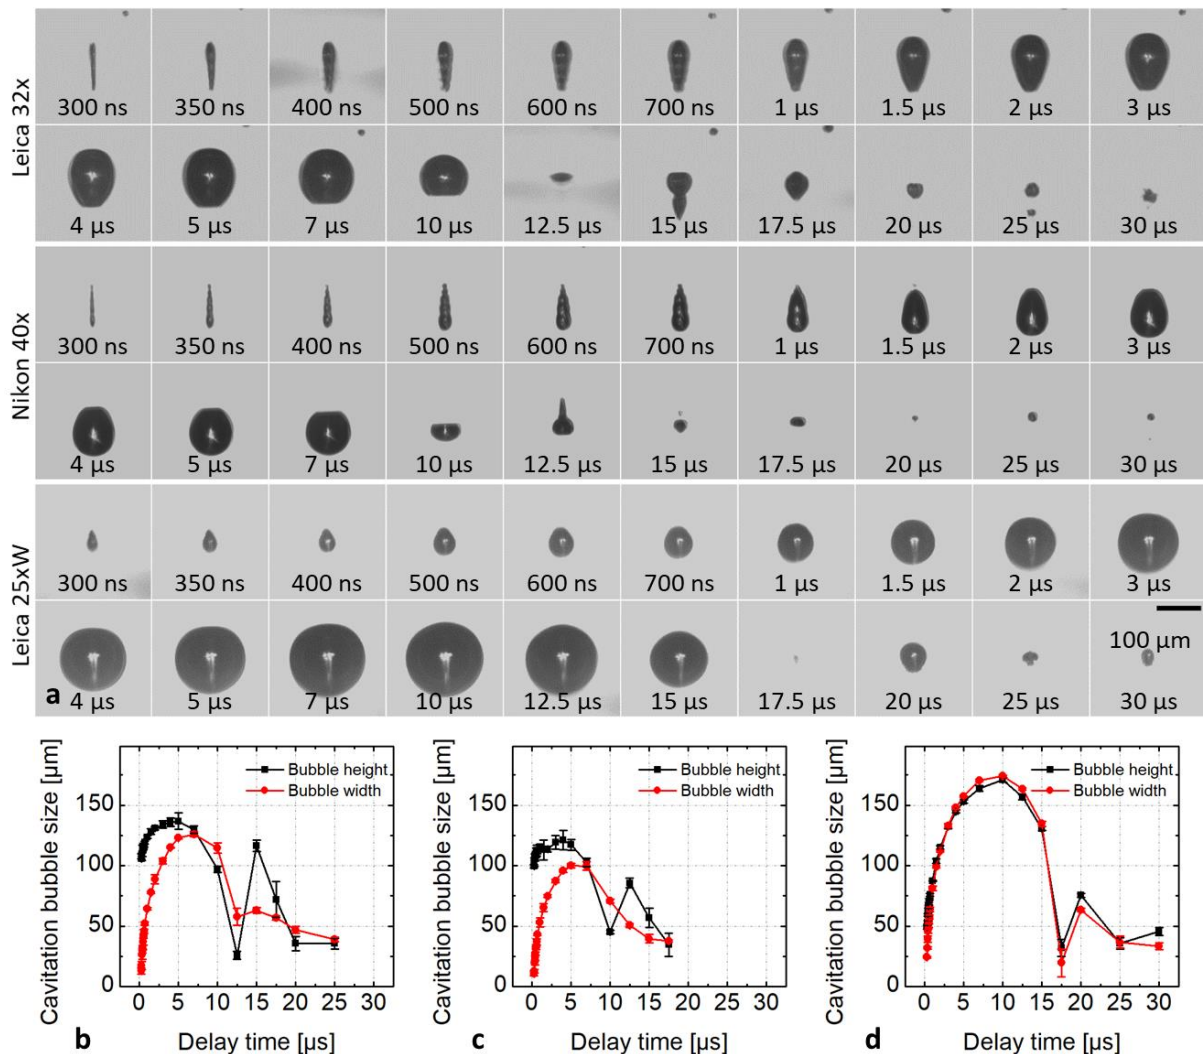 Leica 32x
300 ns 350 ns 400 ns 500 ns 600 ns 700 ns 1 µs 1.5 µs 2 µs 3 µs
4 µs 5 µs 7 µs 10 µs 12.5 µs 15 µs 17.5 µs 20 µs 25 µs 30 µs
Nikon 40x
300 ns 350 ns 400 ns 500 ns 600 ns 700 ns 1 µs 1.5 µs 2 µs 3 µs
4 µs 5 µs 7 µs 10 µs 12.5 µs 15 µs 17.5 µs 20 µs 25 µs 30 µs
Leica 25xW
300 ns 350 ns 400 ns 500 ns 600 ns 700 ns 1 µs 1.5 µs 2 µs 3 µs
100 µm
a 4 µs 5 µs 7 µs 10 µs 12.5 µs 15 µs 17.5 µs 20 µs 25 µs 30 µs
Cavitation bubble size [µm]
Bubble height
Bubble width
150
100
50
0
0 5 10 15 20 25 30
b Delay time [µs]
Cavitation bubble size [µm]
Bubble height
Bubble width
150
100
50
0
0 5 10 15 20 25 30
c Delay time [µs]
Cavitation bubble size [µm]
Bubble height
Bubble width
150
100
50
0
0 5 10 15 20 25 30
d Delay time [µs]